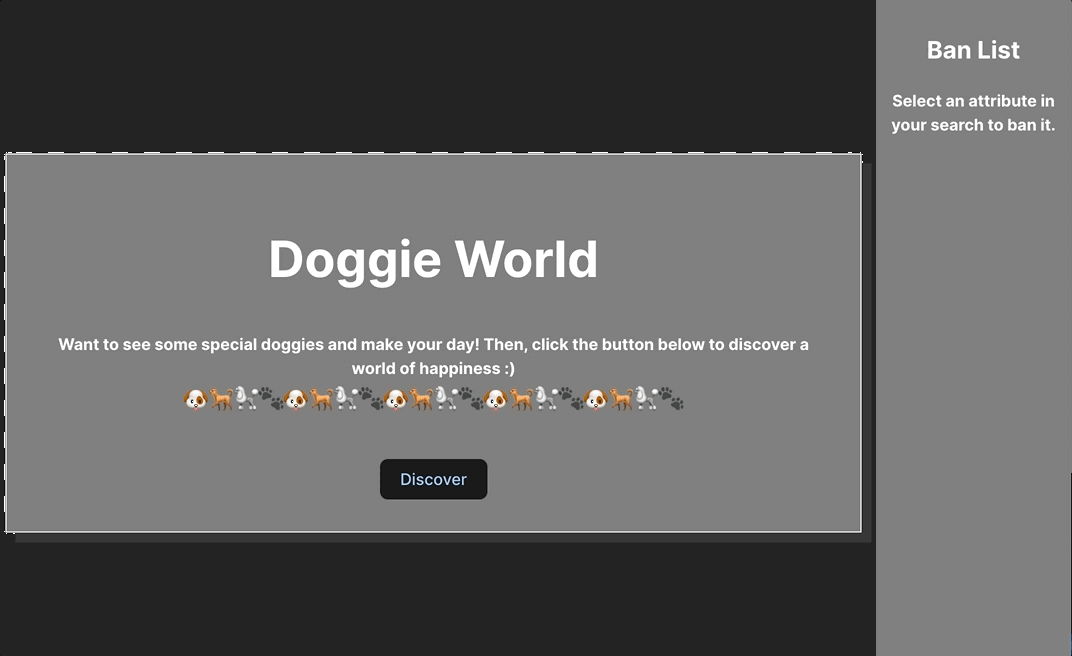 Ban List
Select an attribute in
your search to ban it.
Doggie World
Want to see some special doggies and make your day! Then, click the button below to discover a
world of happiness :)
🐶🐕🐩🐾🐶🐕🐩🐾🐶🐕🐩🐾🐶🐕🐩🐾🐶🐕🐩🐾
Discover